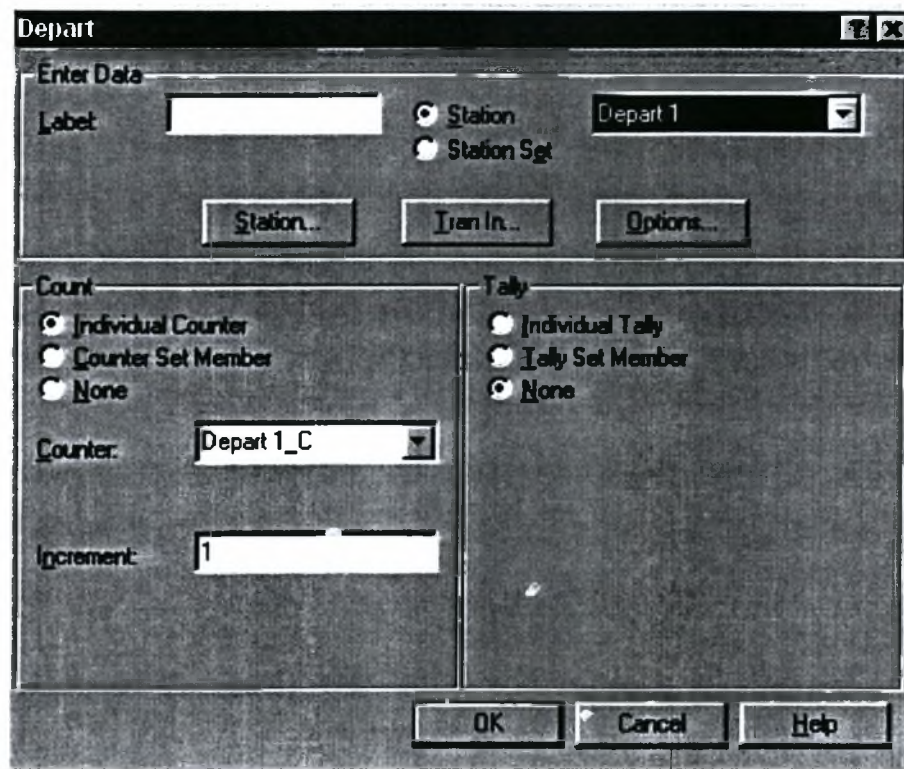 Depart
Enter Data
Label:
Station
Depart 1
Station Set
Station...
Tran In...
Options...
Count
Individual Counter
Counter Set Member
None
Counter:
Depart 1_C
Increment:
1
Tally
Individual Tally
Tally Set Member
None
OK
Cancel
Help